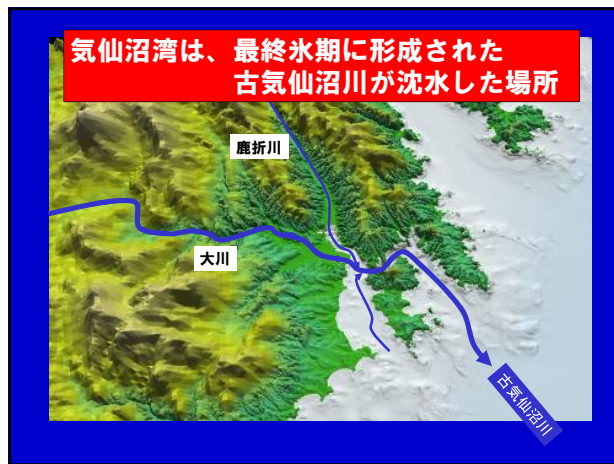 気仙沼湾は、最終氷期に形成された
古気仙沼川が沈水した場所
鹿折川
大川
古気仙沼川